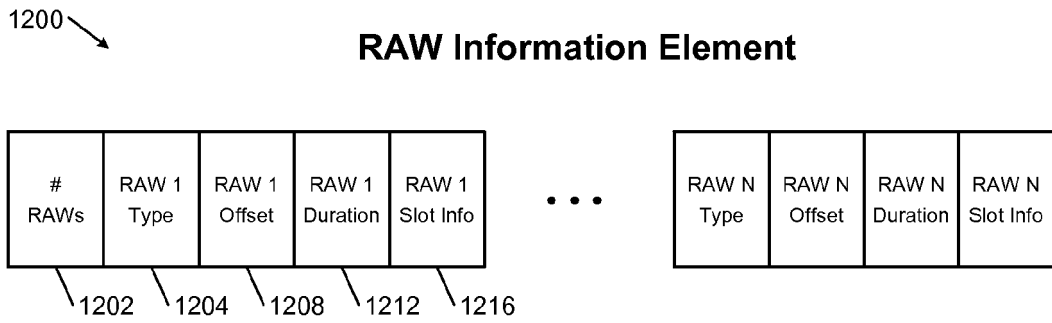 1200
RAW Information Element
# RAWs
RAW 1 Type
RAW 1 Offset
RAW 1 Duration
RAW 1 Slot Info
• • •
RAW N Type
RAW N Offset
RAW N Duration
RAW N Slot Info
1202
1204
1208
1212
1216